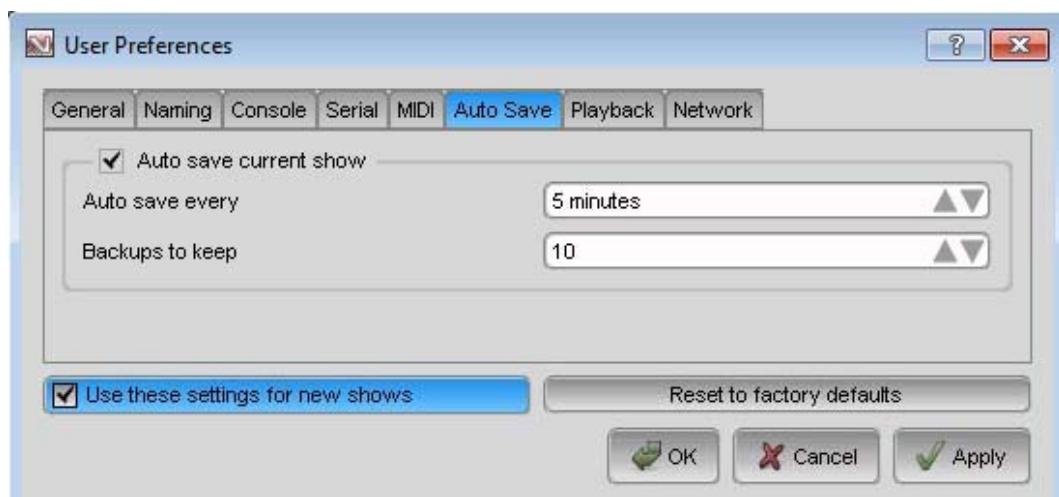 User Preferences
General Naming Console Serial MIDI Auto Save Playback Network
Auto save current show
Auto save every 5 minutes
Backups to keep 10
Use these settings for new shows Reset to factory defaults
OK Cancel Apply